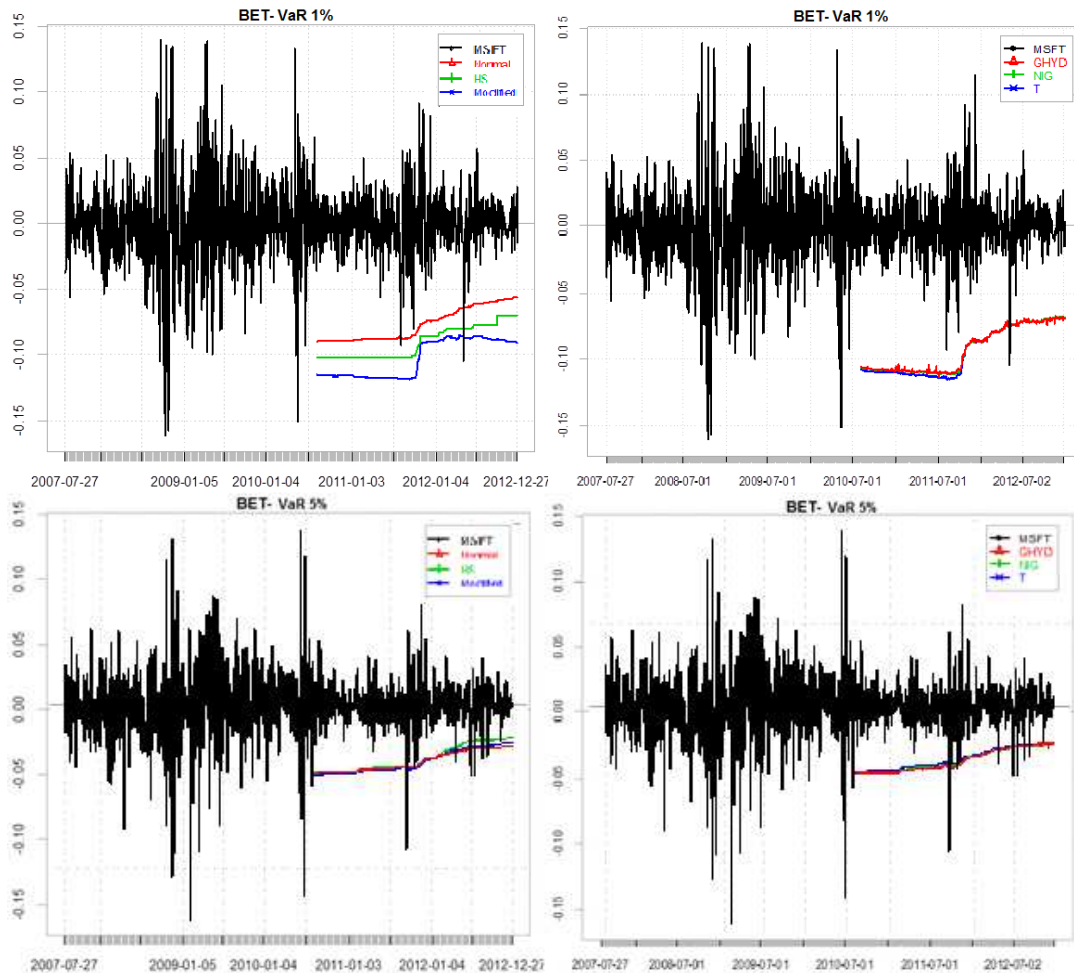 BET- VaR 1%
0.15
0.10
0.05
0.00
-0.05
-0.10
-0.15
MSFT
Normal
HS
Modified
2007-07-27
2009-01-05
2010-01-04
2011-01-03
2012-01-04
2012-12-27
BET- VaR 1%
0.15
0.10
0.05
0.00
-0.05
-0.10
-0.15
MSFT
GHYD
NIG
T
2007-07-27
2008-07-01
2009-07-01
2010-07-01
2011-07-01
2012-07-02
BET- VaR 5%
0.15
0.10
0.05
0.00
-0.05
-0.10
-0.15
MSFT
Normal
HS
Modified
2007-07-27
2009-01-05
2010-01-04
2011-01-03
2012-01-04
2012-12-27
BET- VaR 5%
0.15
0.10
0.05
0.00
-0.05
-0.10
-0.15
MSFT
GHYD
NIG
T
2007-07-27
2008-07-01
2009-07-01
2010-07-01
2011-07-01
2012-07-02